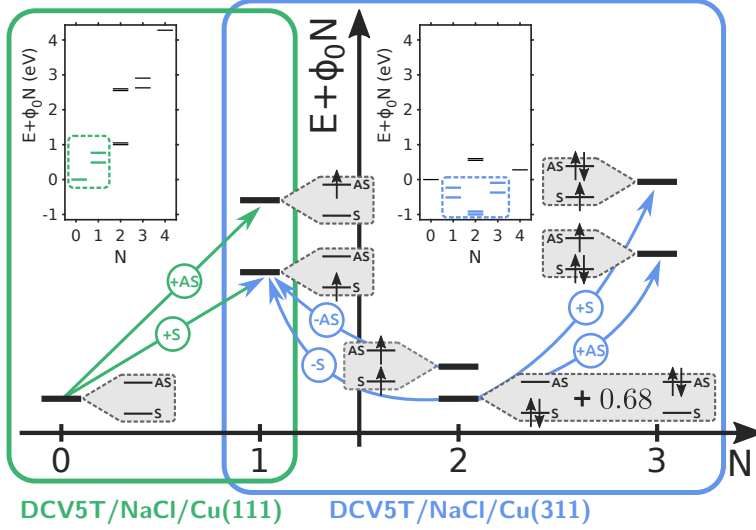 E+ϕ₀N (eV)
4
3
2
1
0
-1
0 1 2 3 4
N
E+ϕ₀N
E+ϕ₀N (eV)
4
3
2
1
0
-1
0 1 2 3 4
N
AS
S
AS
S
AS
S
AS
S
+AS
+S
-AS
-S
+S
+AS
AS
S
AS
S
AS
S
+ 0.68
AS
S
0 1 2 3 N
DCV5T/NaCl/Cu(111) DCV5T/NaCl/Cu(311)